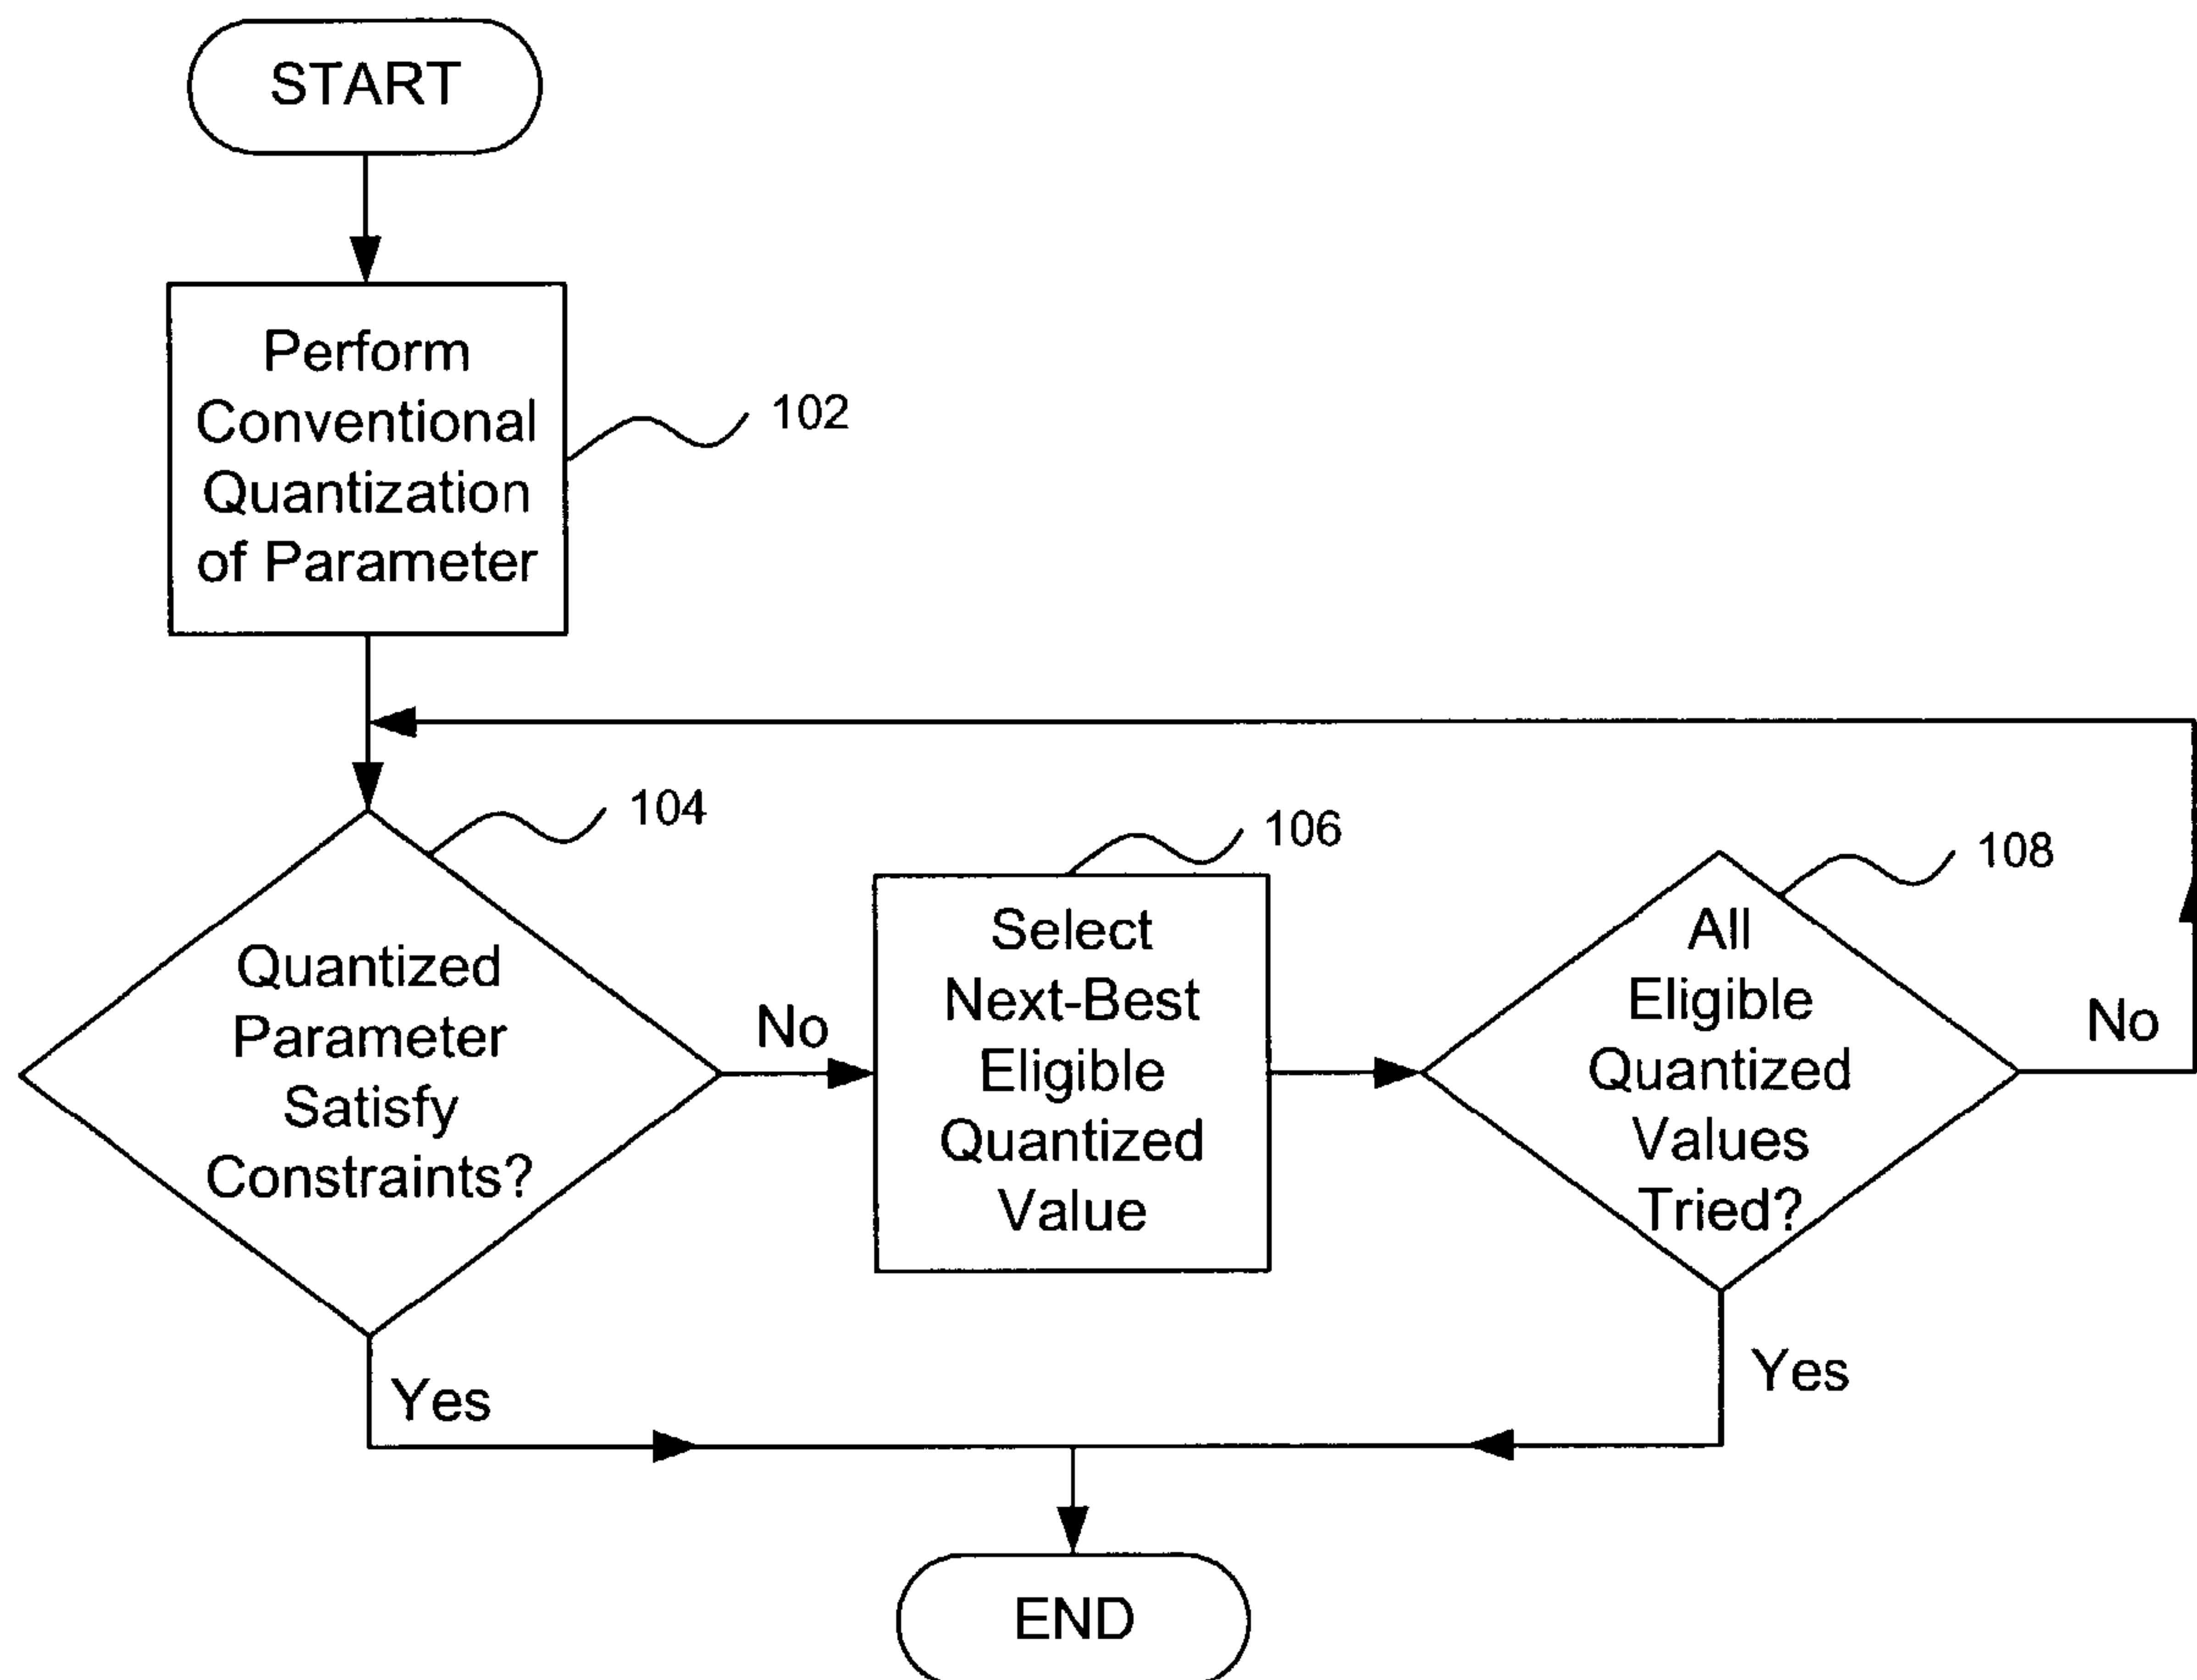 START
Perform
Conventional
Quantization
of Parameter
102
104
Quantized
Parameter
Satisfy
Constraints?
No
106
Select
Next-Best
Eligible
Quantized
Value
108
All
Eligible
Quantized
Values
Tried?
No
Yes
Yes
END